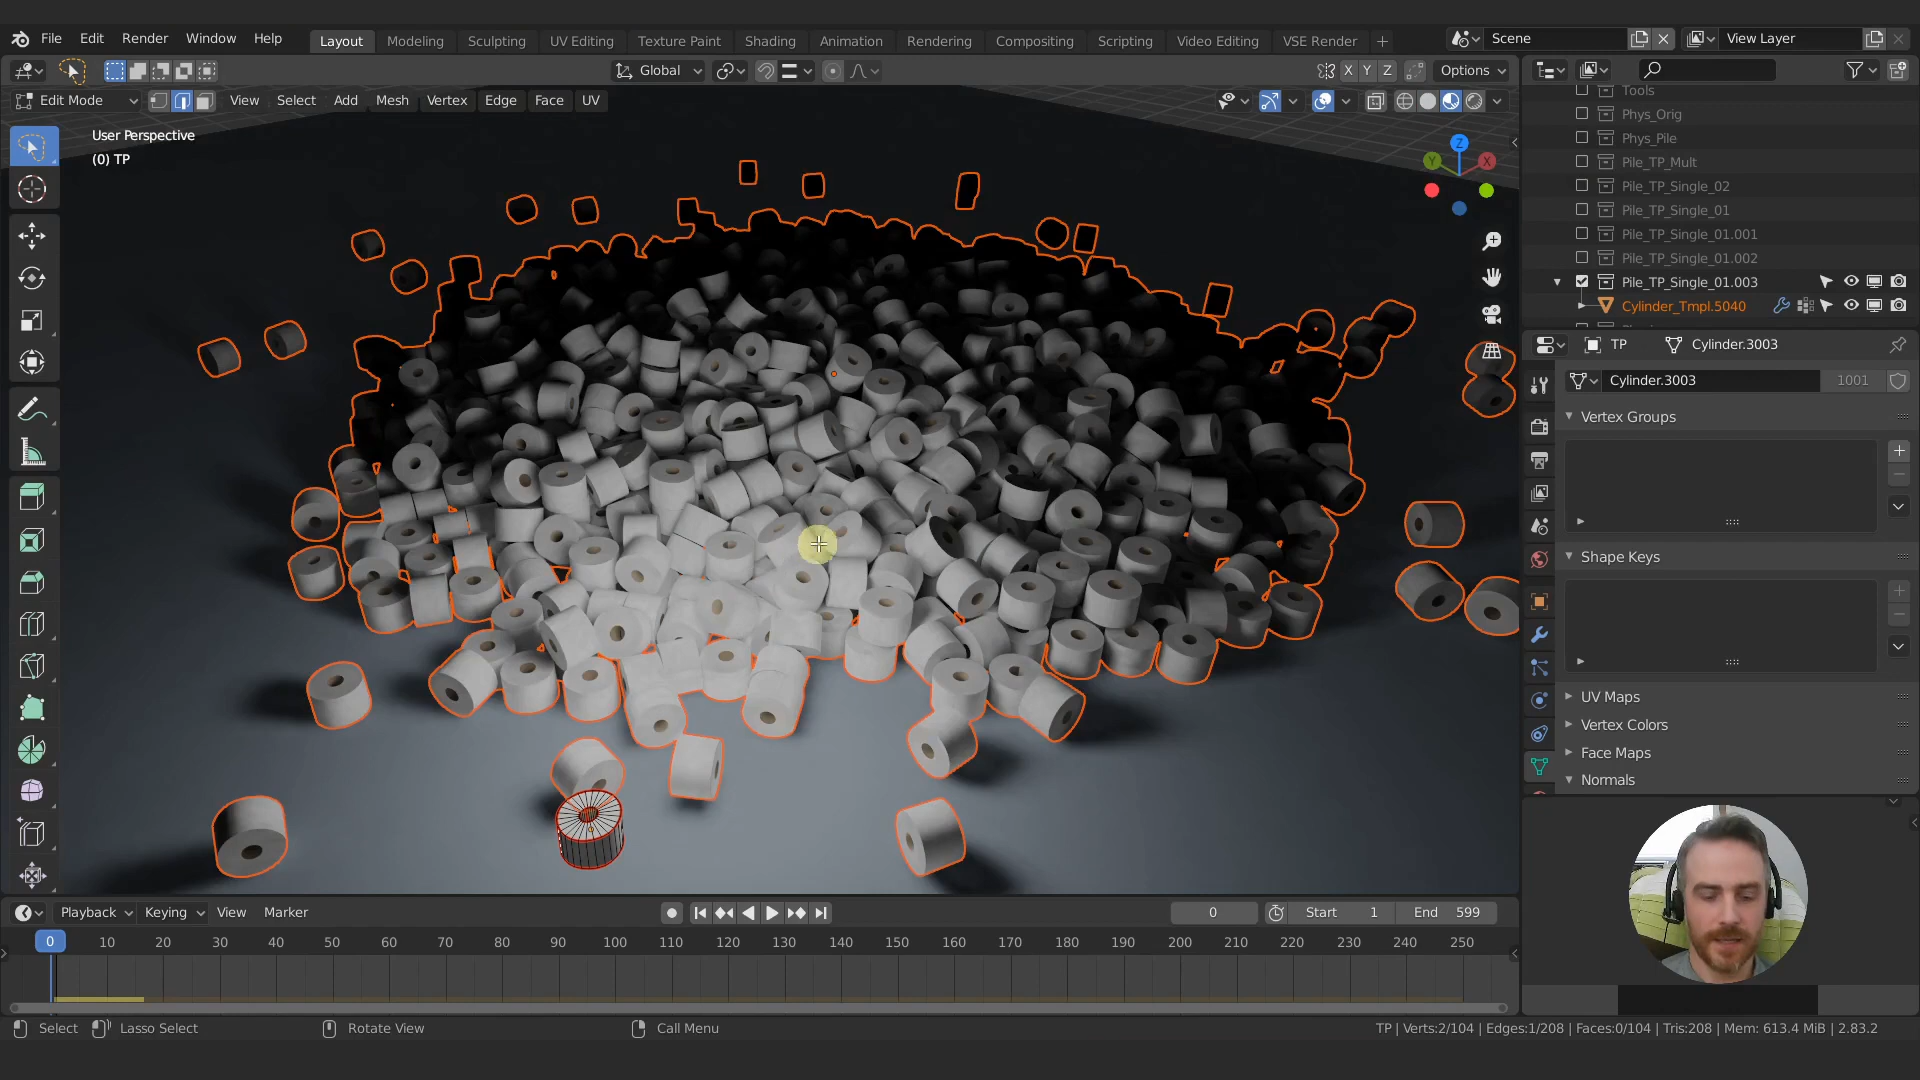 File Edit Render Window Help Layout Modeling Sculpting UV Editing Texture Paint Shading Animation Rendering Compositing Scripting Video Editing VSE Render + Scene View Layer
Global X Y Z Options
Edit Mode View Select Add Mesh Vertex Edge Face UV
User Perspective
(0) TP
Z
Y X
Tools
Phys_Orig
Phys_Pile
Pile_TP_Mult
Pile_TP_Single_02
Pile_TP_Single_01
Pile_TP_Single_01.001
Pile_TP_Single_01.002
Pile_TP_Single_01.003
Cylinder_Tmpl.5040
TP Cylinder.3003
Cylinder.3003 1001
Vertex Groups
Shape Keys
UV Maps
Vertex Colors
Face Maps
Normals
Playback Keying View Marker 0 Start 1 End 599
0 10 20 30 40 50 60 70 80 90 100 110 120 130 140 150 160 170 180 190 200 210 220 230 240 250
Select Lasso Select Rotate View Call Menu TP | Verts:2/104 | Edges:1/208 | Faces:0/104 | Tris:208 | Mem: 613.4 MiB | 2.83.2